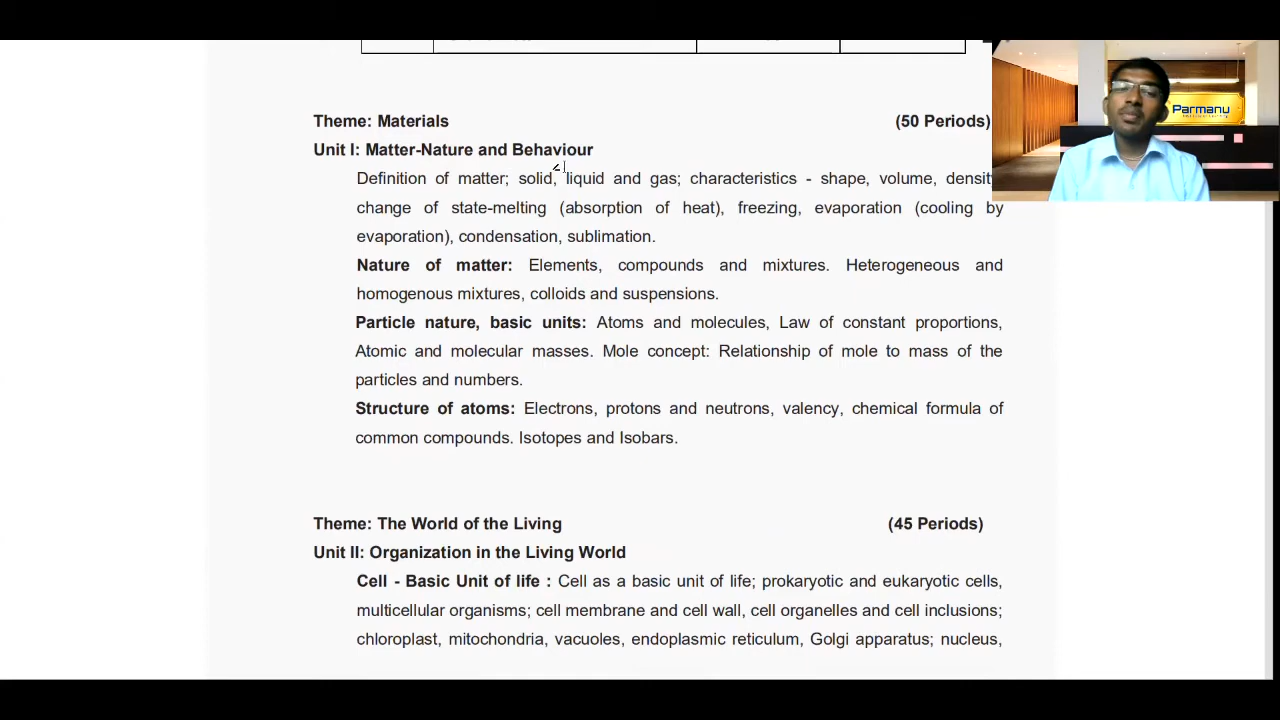 Parmanu
Theme: Materials (50 Periods)
Unit I: Matter-Nature and Behaviour
Definition of matter; solid, liquid and gas; characteristics - shape, volume, density
change of state-melting (absorption of heat), freezing, evaporation (cooling by
evaporation), condensation, sublimation.
Nature of matter: Elements, compounds and mixtures. Heterogeneous and
homogenous mixtures, colloids and suspensions.
Particle nature, basic units: Atoms and molecules, Law of constant proportions,
Atomic and molecular masses. Mole concept: Relationship of mole to mass of the
particles and numbers.
Structure of atoms: Electrons, protons and neutrons, valency, chemical formula of
common compounds. Isotopes and Isobars.
Theme: The World of the Living (45 Periods)
Unit II: Organization in the Living World
Cell - Basic Unit of life : Cell as a basic unit of life; prokaryotic and eukaryotic cells,
multicellular organisms; cell membrane and cell wall, cell organelles and cell inclusions;
chloroplast, mitochondria, vacuoles, endoplasmic reticulum, Golgi apparatus; nucleus,